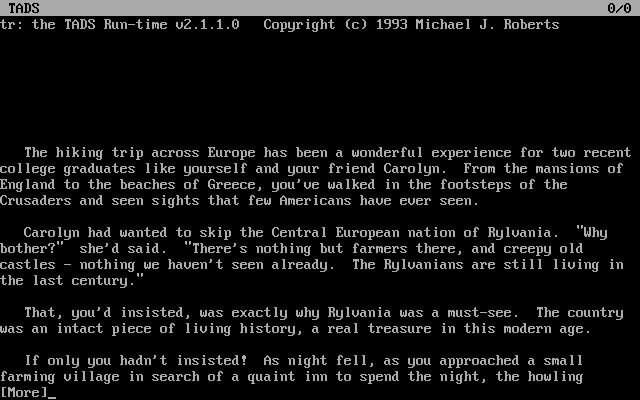 TADS 0/0
tr: the TADS Run-time v2.1.1.0 Copyright (c) 1993 Michael J. Roberts
The hiking trip across Europe has been a wonderful experience for two recent
college graduates like yourself and your friend Carolyn. From the mansions of
England to the beaches of Greece, you've walked in the footsteps of the
Crusaders and seen sights that few Americans have ever seen.
Carolyn had wanted to skip the Central European nation of Rylvania. "Why
bother?" she'd said. "There's nothing but farmers there, and creepy old
castles - nothing we haven't seen already. The Rylvanians are still living in
the last century."
That, you'd insisted, was exactly why Rylvania was a must-see. The country
was an intact piece of living history, a real treasure in this modern age.
If only you hadn't insisted! As night fell, as you approached a small
farming village in search of a quaint inn to spend the night, the howling
[More]_